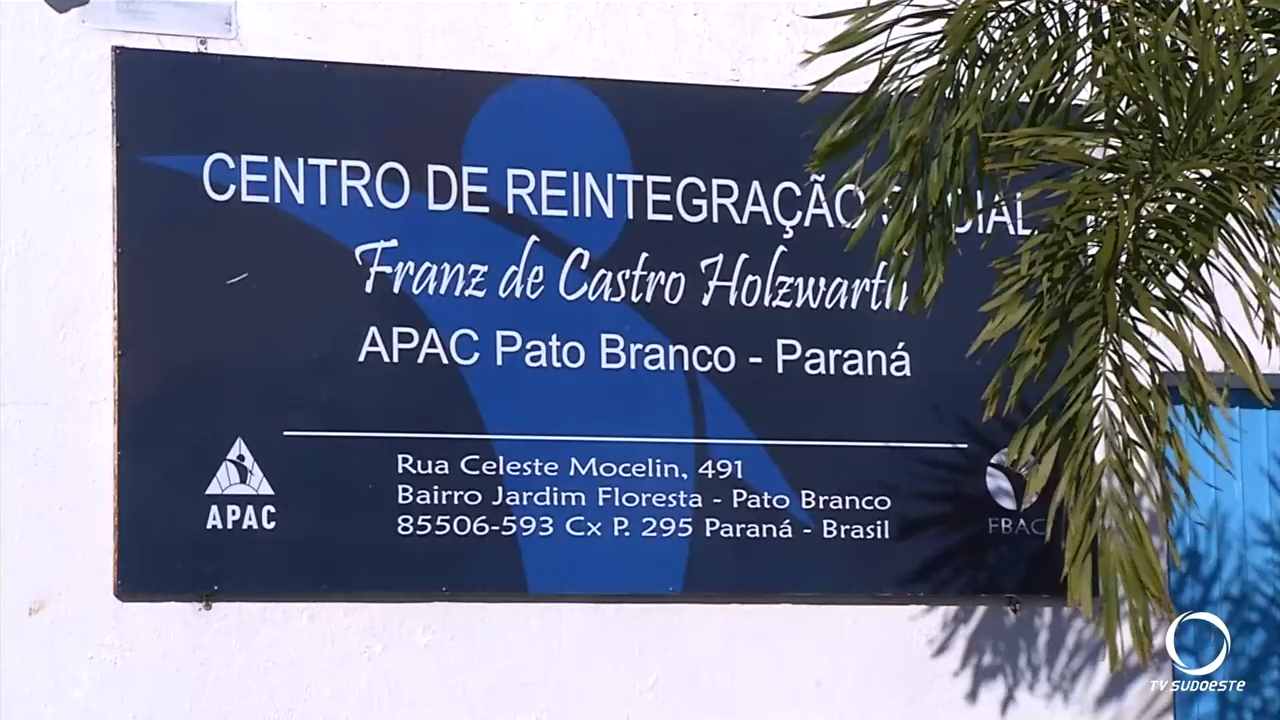 CENTRO DE REINTEGRAÇÃO SOCIAL
Franz de Castro Holzwarth
APAC Pato Branco - Paraná
Rua Celeste Mocelin, 491
Bairro Jardim Floresta - Pato Branco
85506-593 Cx P. 295 Paraná - Brasil
APAC
FBAC
TV SUDOESTE